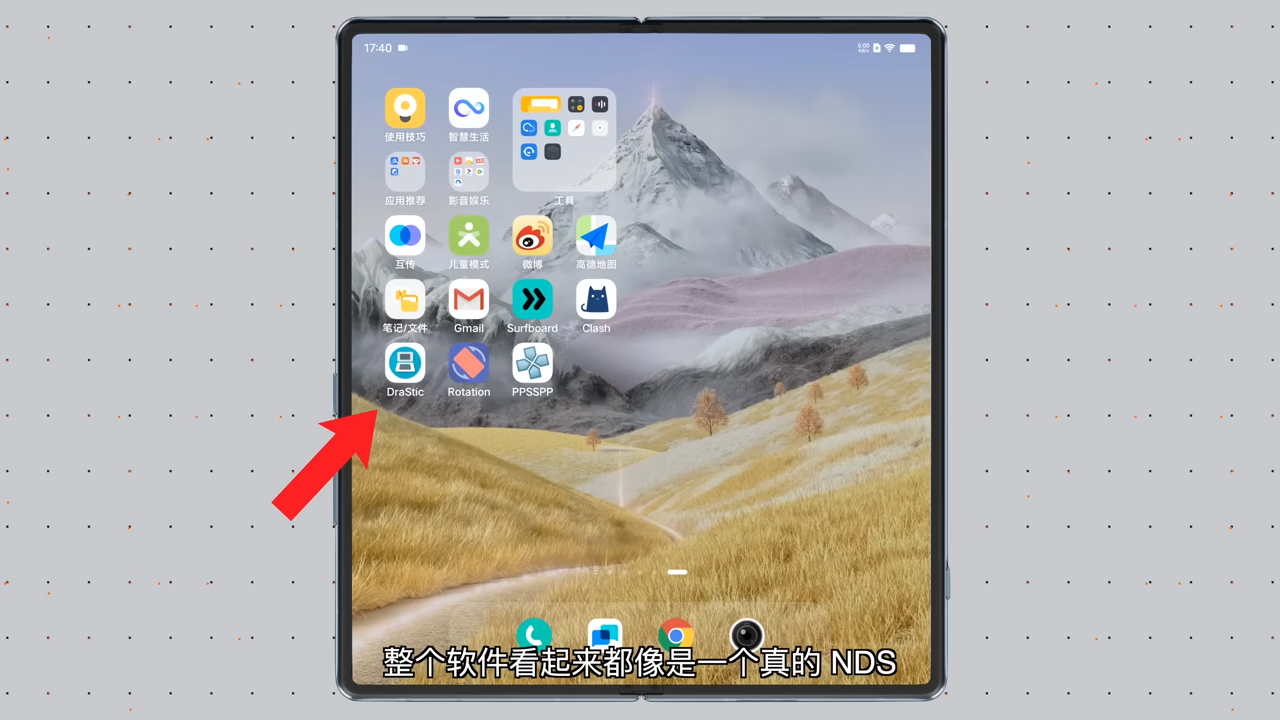 17:40
0.00
KB/s
使用技巧
智慧生活
应用推荐
影音娱乐
工具
互传
儿童模式
微博
高德地图
笔记/文件
Gmail
Surfboard
Clash
DraStic
Rotation
PPSSPP
整个软件看起来都像是一个真的 NDS